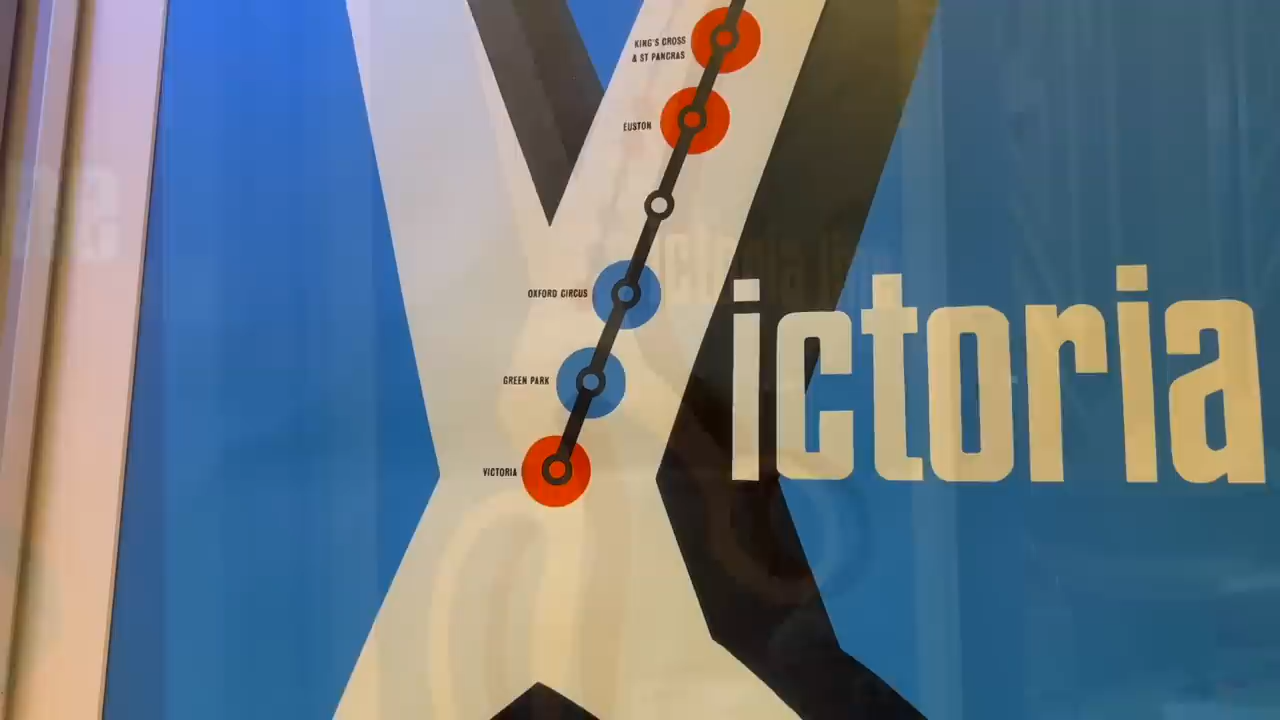 KING'S CROSS
& ST PANCRAS
EUSTON
OXFORD CIRCUS
GREEN PARK
VICTORIA
Victoria